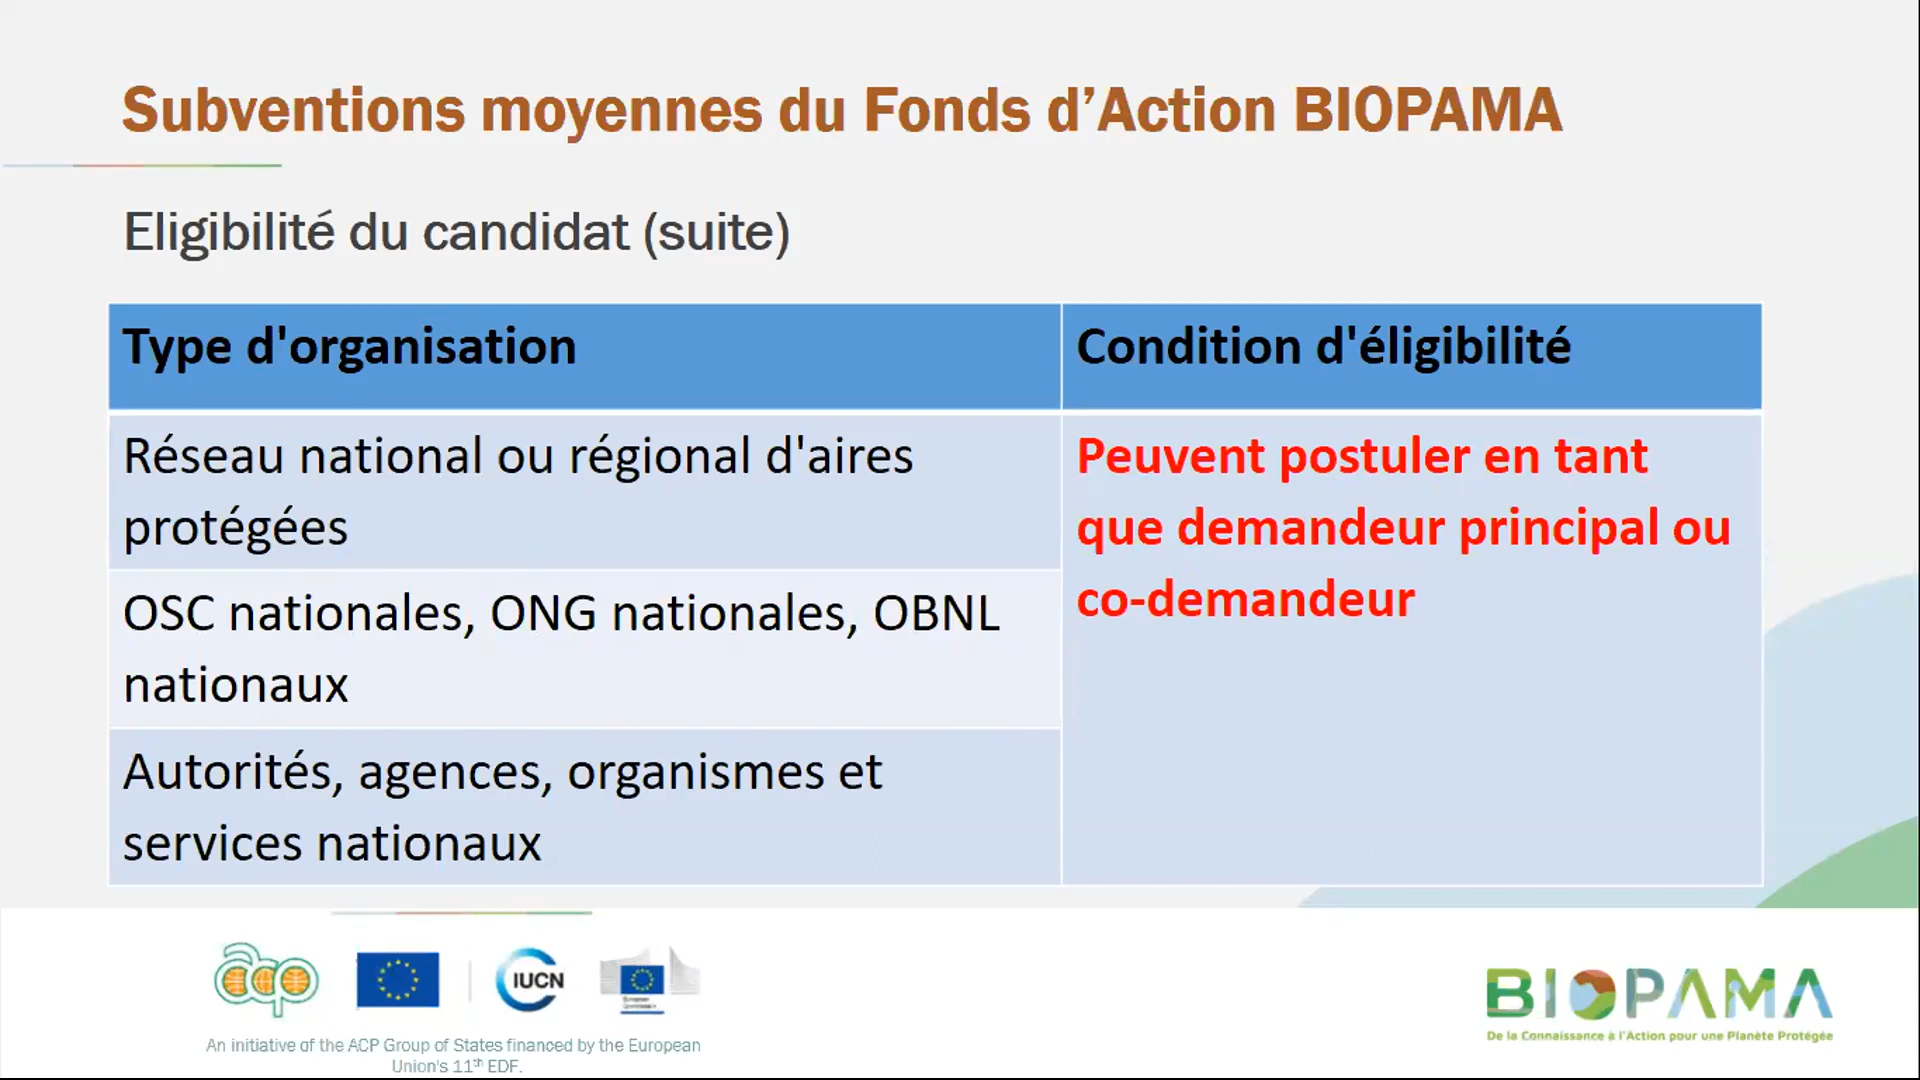 Subventions moyennes du Fonds d’Action BIOPAMA
Eligibilité du candidat (suite)
Type d'organisation
Condition d'éligibilité
Réseau national ou régional d'aires
protégées
Peuvent postuler en tant
que demandeur principal ou
co-demandeur
OSC nationales, ONG nationales, OBNL
nationaux
Autorités, agences, organismes et
services nationaux
acp
IUCN
European
Commission
An initiative of the ACP Group of States financed by the European
Union's 11th EDF.
BIOPAMA
De la Connaissance à l'Action pour une Planète Protégée